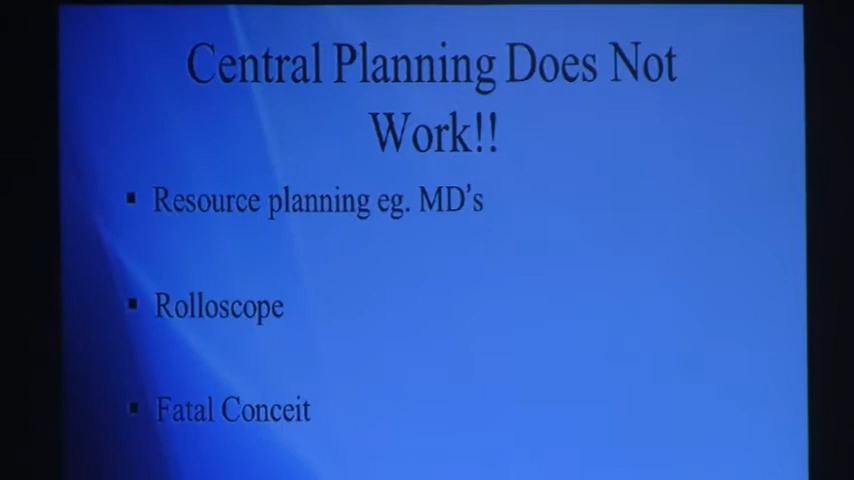 Central Planning Does Not
Work!!
▪ Resource planning eg. MD's
▪ Rolloscope
▪ Fatal Conceit